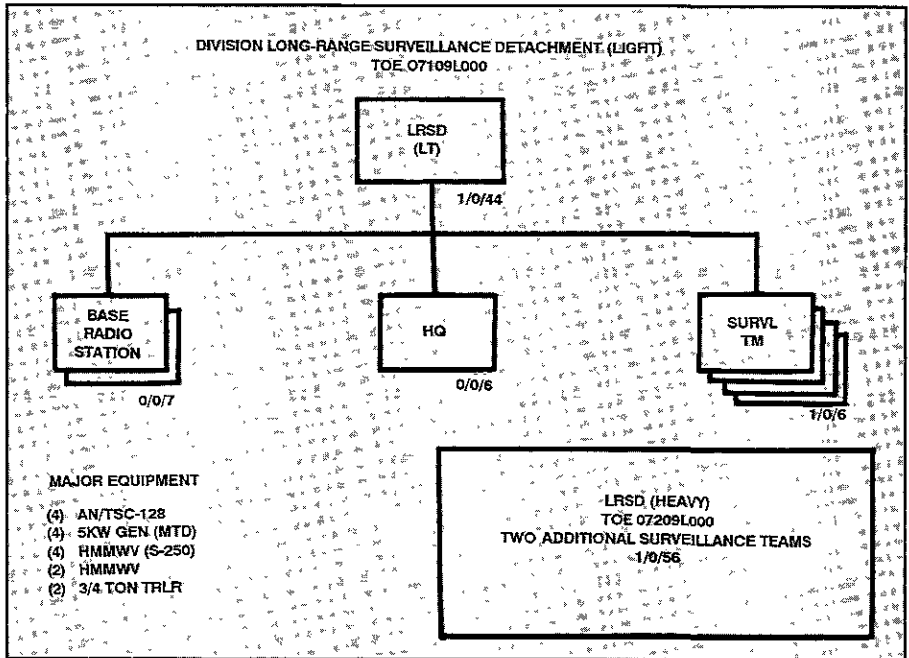 DIVISION LONG-RANGE SURVEILLANCE DETACHMENT (LIGHT)
TOE 07109L000
LRSD
(LT)
1/0/44
BASE
RADIO
STATION
0/0/7
HQ
0/0/6
SURVL
TM
1/0/6
MAJOR EQUIPMENT
(4) AN/TSC-128
(4) 5KW GEN (MTD)
(4) HMMWV (S-250)
(2) HMMWV
(2) 3/4 TON TRLR
LRSD (HEAVY)
TOE 07209L000
TWO ADDITIONAL SURVEILLANCE TEAMS
1/0/56